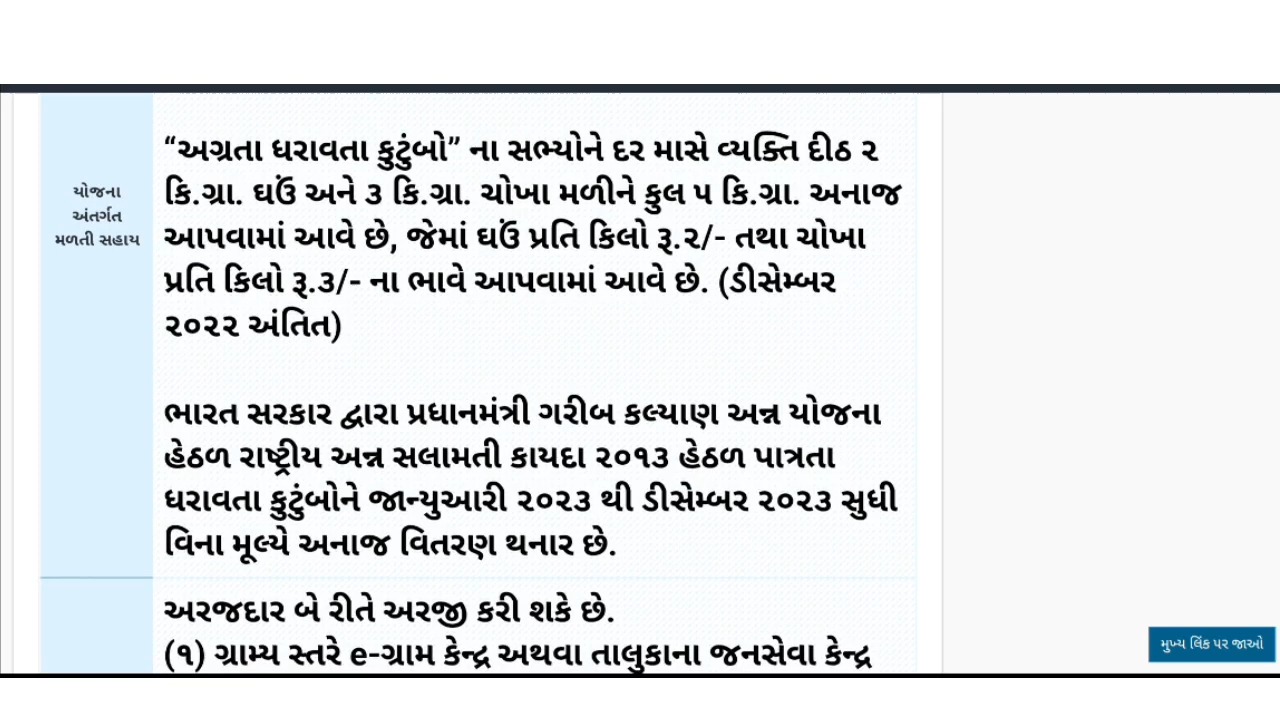 યોજના
અંતર્ગત
મળતી સહાય
“અગ્રતા ધરાવતા કુટુંબો” ના સભ્યોને દર માસે વ્યક્તિ દીઠ ૨
કિ.ગ્રા. ઘઉં અને ૩ કિ.ગ્રા. ચોખા મળીને કુલ ૫ કિ.ગ્રા. અનાજ
આપવામાં આવે છે, જેમાં ઘઉં પ્રતિ કિલો રૂ.૨/- તથા ચોખા
પ્રતિ કિલો રૂ.૩/- ના ભાવે આપવામાં આવે છે. (ડીસેમ્બર
૨૦૨૨ અંતિત)
ભારત સરકાર દ્વારા પ્રધાનમંત્રી ગરીબ કલ્યાણ અન્ન યોજના
હેઠળ રાષ્ટ્રીય અન્ન સલામતી કાયદા ૨૦૧૩ હેઠળ પાત્રતા
ધરાવતા કુટુંબોને જાન્યુઆરી ૨૦૨૩ થી ડીસેમ્બર ૨૦૨૩ સુધી
વિના મૂલ્યે અનાજ વિતરણ થનાર છે.
અરજદાર બે રીતે અરજી કરી શકે છે.
(૧) ગ્રામ્ય સ્તરે e-ગ્રામ કેન્દ્ર અથવા તાલુકાના જનસેવા કેન્દ્ર
મુખ્ય લિંક પર જાઓ